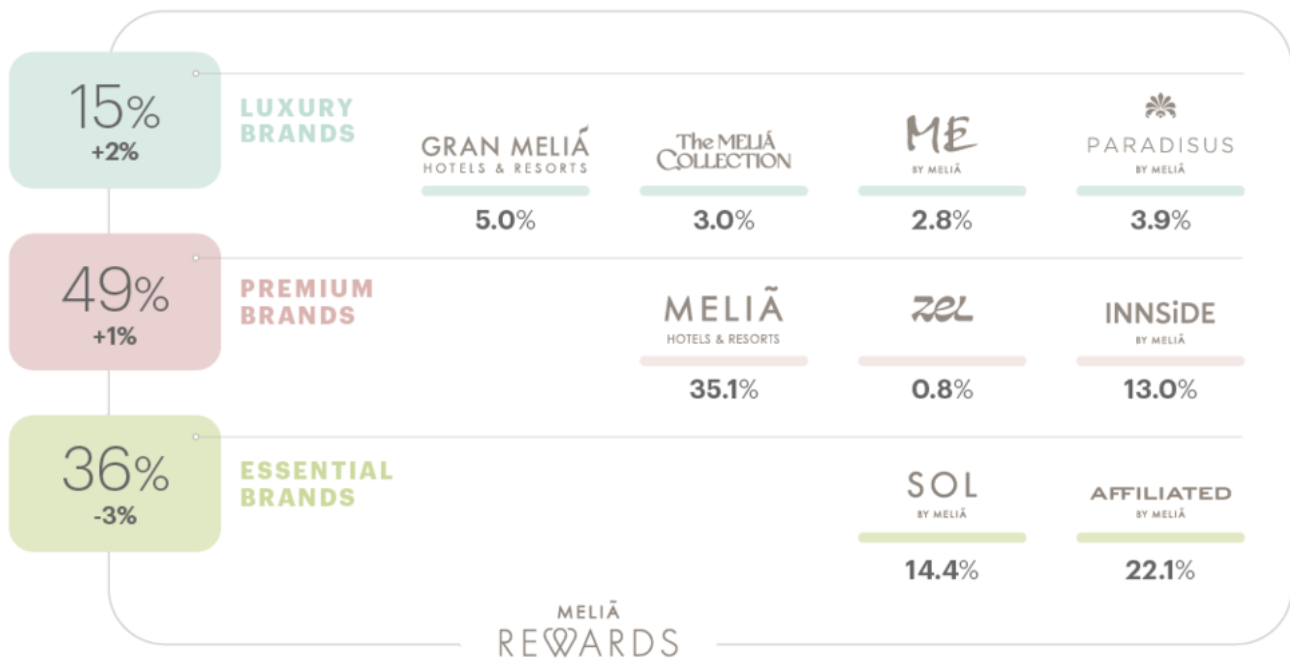 15%
+2%
LUXURY
BRANDS
GRAN MELIÁ
HOTELS & RESORTS
5.0%
The MELIÁ
COLLECTION
3.0%
ME
BY MELIÃ
2.8%
PARADISUS
BY MELIÃ
3.9%
49%
+1%
PREMIUM
BRANDS
MELIÃ
HOTELS & RESORTS
35.1%
zel
0.8%
INNSiDE
BY MELIÃ
13.0%
36%
-3%
ESSENTIAL
BRANDS
SOL
BY MELIÃ
14.4%
AFFILIATED
BY MELIÃ
22.1%
MELIÃ
REWARDS